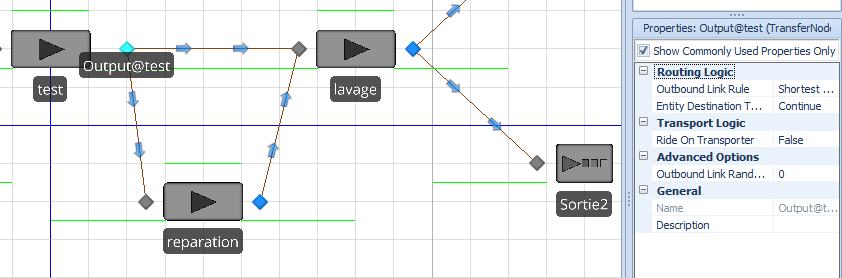 test
Output@test
lavage
reparation
Sortie2
Properties: Output@test (TransferNod
Show Commonly Used Properties Only
Routing Logic
Outbound Link Rule Shortest ...
Entity Destination T... Continue
Transport Logic
Ride On Transporter False
Advanced Options
Outbound Link Rand... 0
General
Name Output@t...
Description